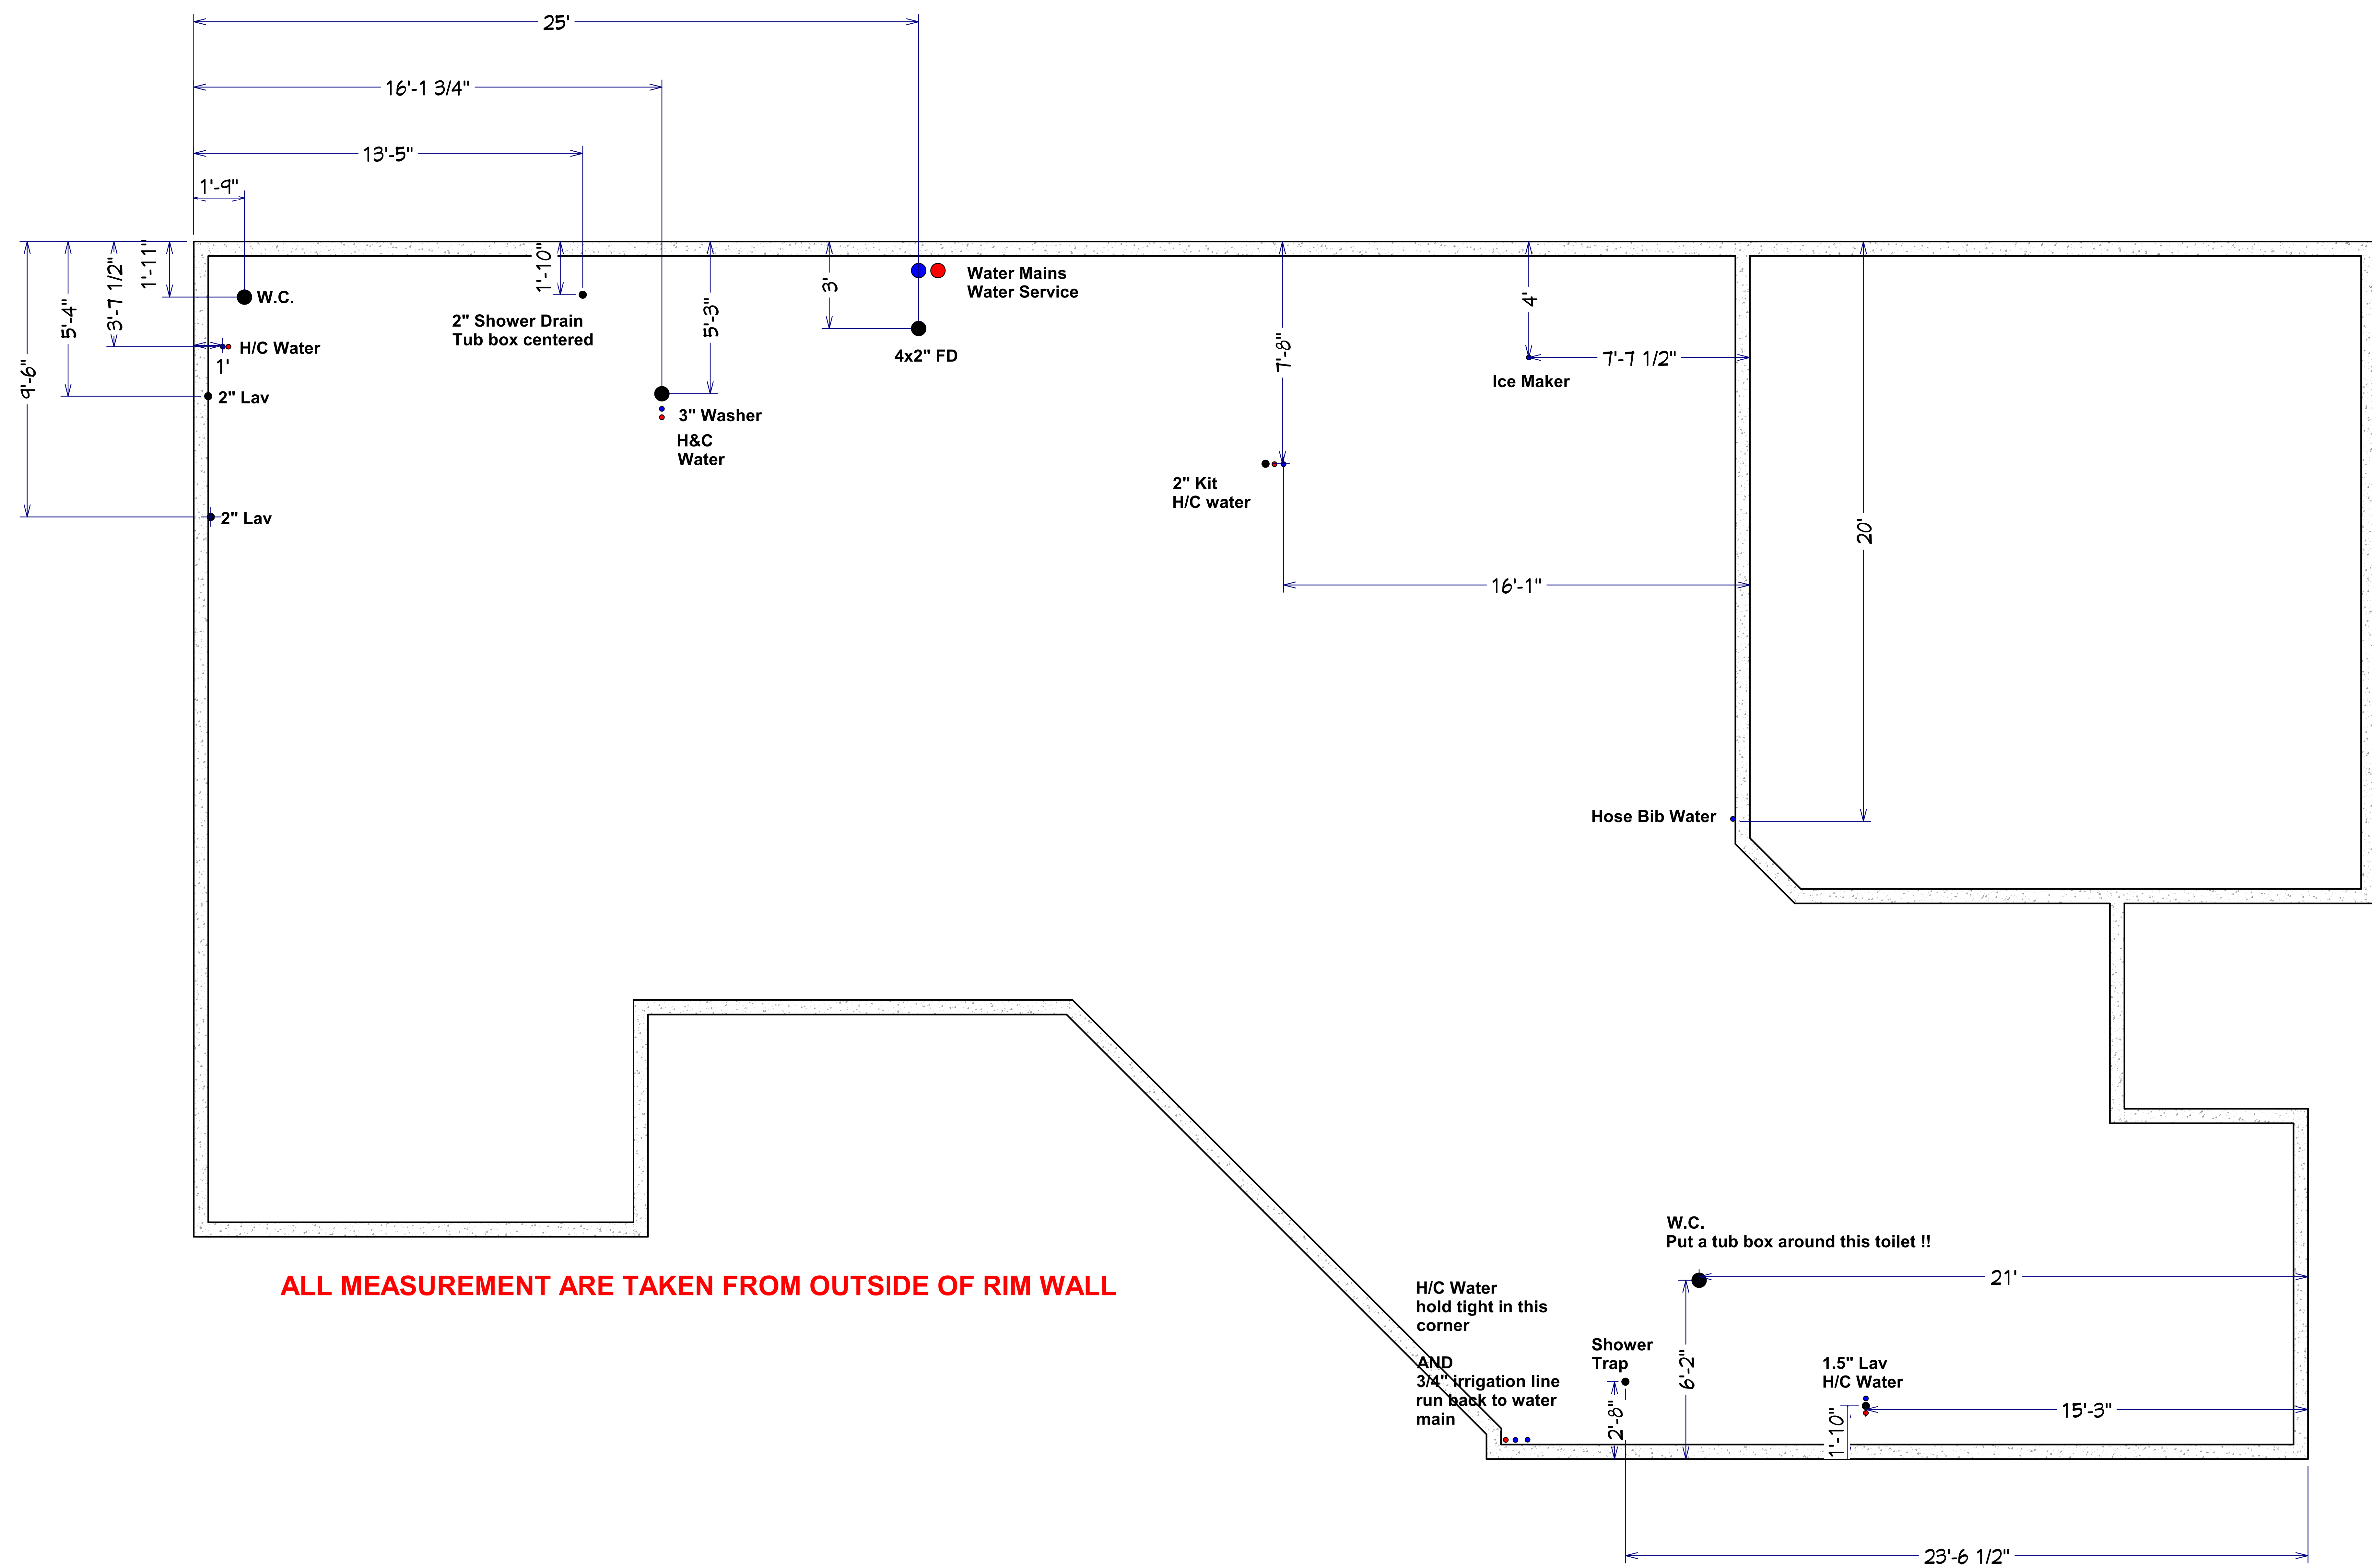 25'
16'-1 3/4"
13'-5"
1'-9"
9'-6"
5'-4"
3'-7 1/2"
1'-11"
W.C.
H/C Water
1'
2" Lav
2" Lav
1'-10"
2" Shower Drain
Tub box centered
5'-3"
3" Washer
H&C
Water
3'
Water Mains
Water Service
4x2" FD
7'-8"
2" Kit
H/C water
4'
7'-7 1/2"
Ice Maker
16'-1"
20'
Hose Bib Water
ALL MEASUREMENT ARE TAKEN FROM OUTSIDE OF RIM WALL
W.C.
Put a tub box around this toilet !!
21'
H/C Water
hold tight in this
corner
AND
3/4" irrigation line
run back to water
main
Shower
Trap
2'-8"
6'-2"
1.5" Lav
H/C Water
1'-10"
15'-3"
23'-6 1/2"